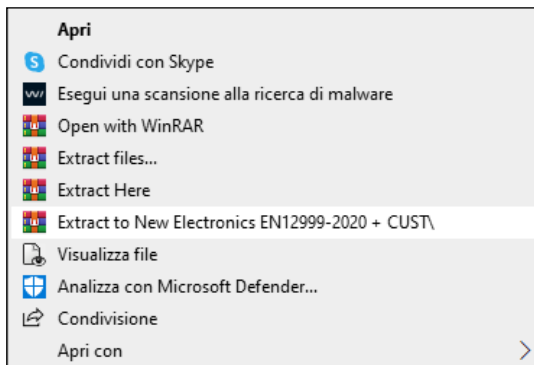 Apri
Condividi con Skype
Esegui una scansione alla ricerca di malware
Open with WinRAR
Extract files...
Extract Here
Extract to New Electronics EN12999-2020 + CUST\
Visualizza file
Analizza con Microsoft Defender...
Condivisione
Apri con